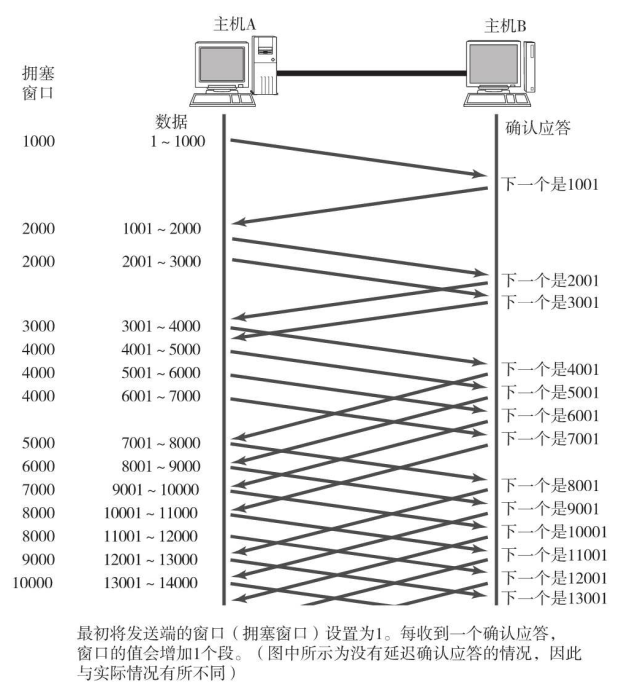 主机A 主机B
拥塞
窗口
数据 确认应答
1000 1~1000
下一个是1001
2000 1001~2000
2000 2001~3000
下一个是2001
下一个是3001
3000 3001~4000
4000 4001~5000
下一个是4001
4000 5001~6000
下一个是5001
4000 6001~7000
下一个是6001
下一个是7001
5000 7001~8000
6000 8001~9000
下一个是8001
7000 9001~10000
下一个是9001
8000 10001~11000
下一个是10001
8000 11001~12000
下一个是11001
9000 12001~13000
下一个是12001
10000 13001~14000
下一个是13001
最初将发送端的窗口（拥塞窗口）设置为1。每收到一个确认应答，
窗口的值会增加1个段。（图中所示为没有延迟确认应答的情况，因此
与实际情况有所不同）